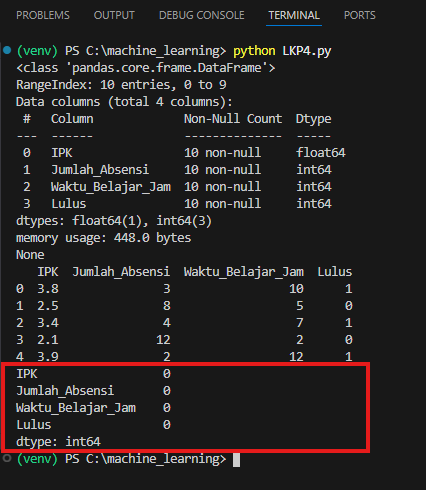 PROBLEMS OUTPUT DEBUG CONSOLE TERMINAL PORTS
(venv) PS C:\machine_learning> python LKP4.py
<class 'pandas.core.frame.DataFrame'>
RangeIndex: 10 entries, 0 to 9
Data columns (total 4 columns):
 #   Column             Non-Null Count  Dtype
---  ------             --------------  -----
 0   IPK                10 non-null     float64
 1   Jumlah_Absensi     10 non-null     int64
 2   Waktu_Belajar_Jam  10 non-null     int64
 3   Lulus              10 non-null     int64
dtypes: float64(1), int64(3)
memory usage: 448.0 bytes
None
   IPK  Jumlah_Absensi  Waktu_Belajar_Jam  Lulus
0  3.8               3                 10      1
1  2.5               8                  5      0
2  3.4               4                  7      1
3  2.1              12                  2      0
4  3.9               2                 12      1
IPK                  0
Jumlah_Absensi       0
Waktu_Belajar_Jam    0
Lulus                0
dtype: int64
(venv) PS C:\machine_learning>